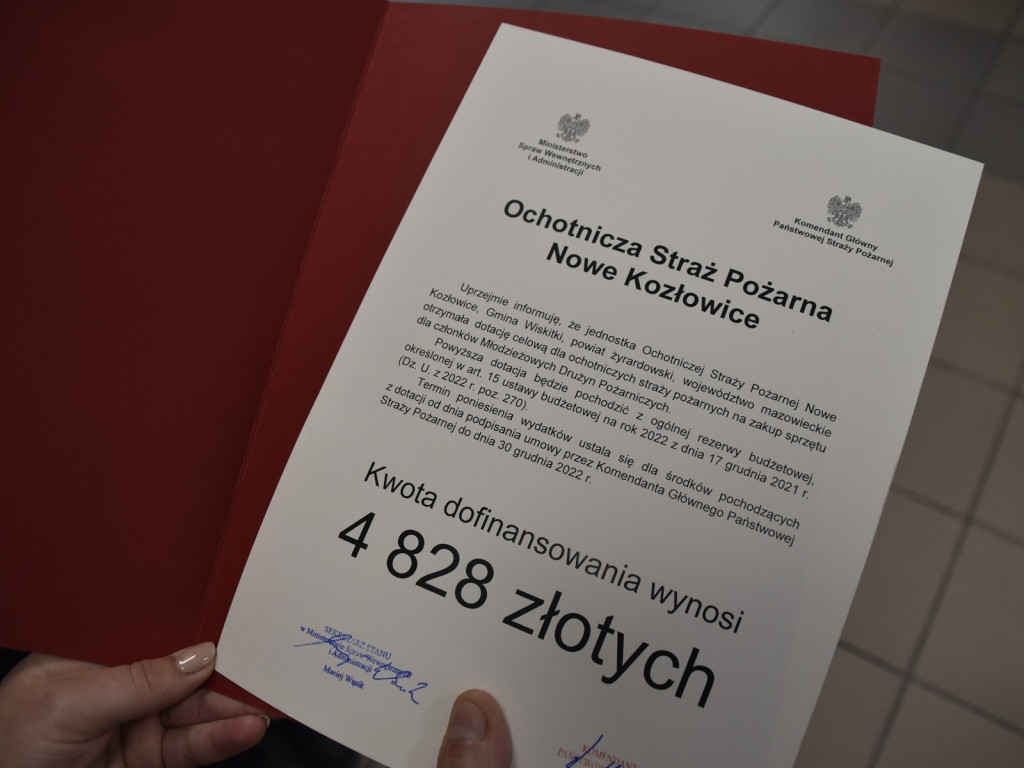 Ministerstwo
Spraw Wewnętrznych
i Administracji
Komendant Główny
Państwowej Straży Pożarnej
Ochotnicza Straż Pożarna
Nowe Kozłowice
Uprzejmie informuję, że jednostka Ochotniczej Straży Pożarnej Nowe
Kozłowice, Gmina Wiskitki, powiat żyrardowski, województwo mazowieckie
otrzymała dotację celową dla ochotniczych straży pożarnych na zakup sprzętu
dla członków Młodzieżowych Drużyn Pożarniczych.
Powyższa dotacja będzie pochodzić z ogólnej rezerwy budżetowej,
określonej w art. 15 ustawy budżetowej na rok 2022 z dnia 17 grudnia 2021 r.
(Dz. U. z 2022 r. poz. 270).
Termin poniesienia wydatków ustala się dla środków pochodzących
z dotacji od dnia podpisania umowy przez Komendanta Głównego Państwowej
Straży Pożarnej do dnia 30 grudnia 2022 r.
Kwota dofinansowania wynosi
4 828 złotych
SEKRETARZ STANU
w Ministerstwie Spraw Wewnętrznych
i Administracji
Maciej Wąsik
KOMENDANT